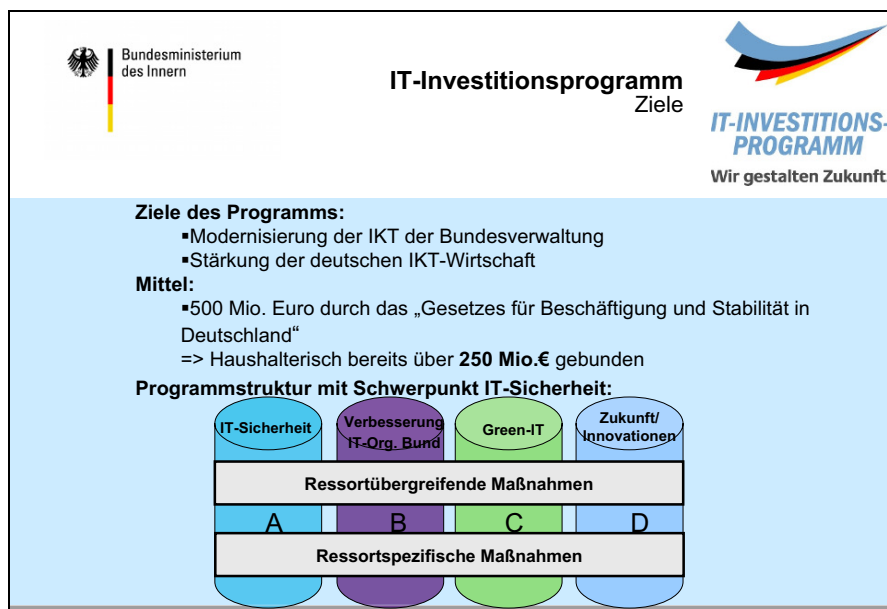 Bundesministerium
des Innern
IT-Investitionsprogramm
Ziele
IT-INVESTITIONS-
PROGRAMM
Wir gestalten Zukunft.
Ziele des Programms:
▪Modernisierung der IKT der Bundesverwaltung
▪Stärkung der deutschen IKT-Wirtschaft
Mittel:
▪500 Mio. Euro durch das „Gesetzes für Beschäftigung und Stabilität in
Deutschland“
=> Haushalterisch bereits über 250 Mio.€ gebunden
Programmstruktur mit Schwerpunkt IT-Sicherheit:
IT-Sicherheit
Verbesserung
IT-Org. Bund
Green-IT
Zukunft/
Innovationen
Ressortübergreifende Maßnahmen
A B C D
Ressortspezifische Maßnahmen